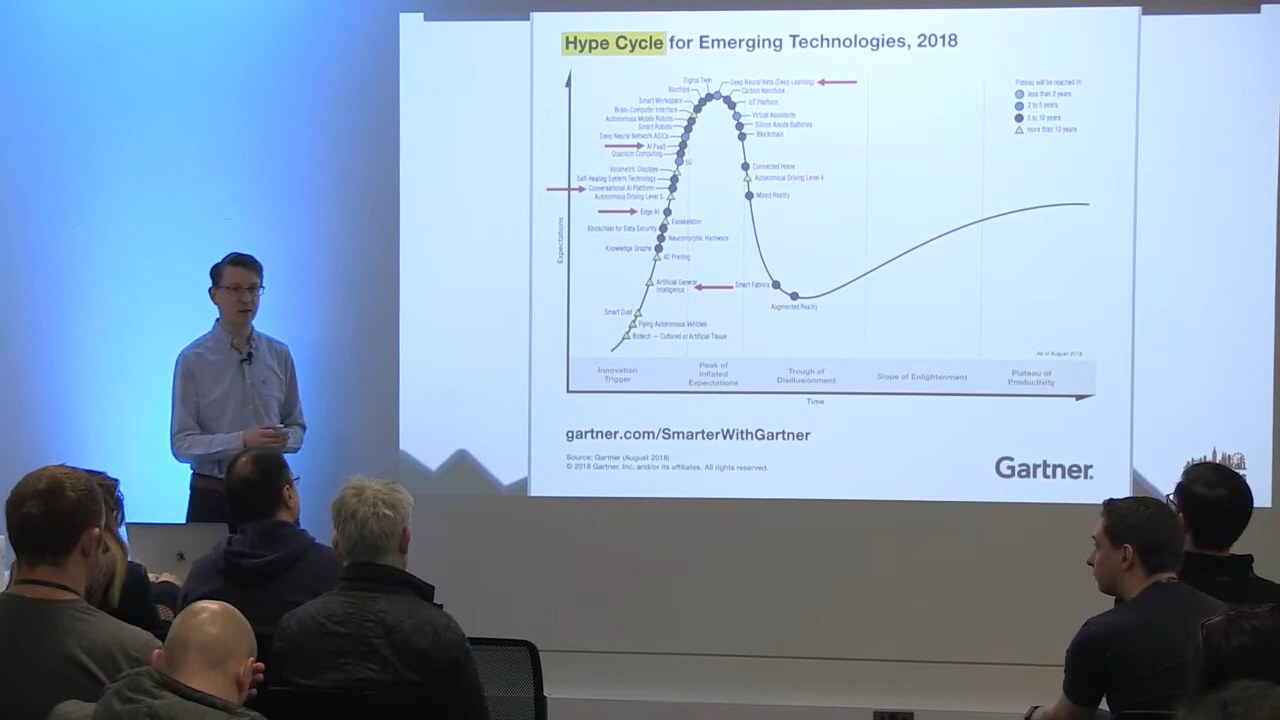 Hype Cycle for Emerging Technologies, 2018
Plateau will be reached in:
less than 2 years
2 to 5 years
5 to 10 years
more than 10 years
Expectations
Digital Twin
Biochips
Smart Workspace
Brain-Computer Interface
Autonomous Mobile Robots
Smart Robots
Deep Neural Network ASICs
AI PaaS
Quantum Computing
5G
Volumetric Displays
Self-Healing System Technology
Conversational AI Platform
Autonomous Driving Level 5
Edge AI
Exoskeleton
Blockchain for Data Security
Neuromorphic Hardware
Knowledge Graphs
4D Printing
Artificial General
Intelligence
Smart Dust
Flying Autonomous Vehicles
Biotech — Cultured or Artificial Tissue
Deep Neural Nets (Deep Learning)
Carbon Nanotube
IoT Platform
Virtual Assistants
Silicon Anode Batteries
Blockchain
Connected Home
Autonomous Driving Level 4
Mixed Reality
Smart Fabrics
Augmented Reality
As of August 2018
Innovation
Trigger
Peak of
Inflated
Expectations
Trough of
Disillusionment
Slope of Enlightenment
Plateau of
Productivity
Time
gartner.com/SmarterWithGartner
Source: Gartner (August 2018)
© 2018 Gartner, Inc. and/or its affiliates. All rights reserved.
Gartner.